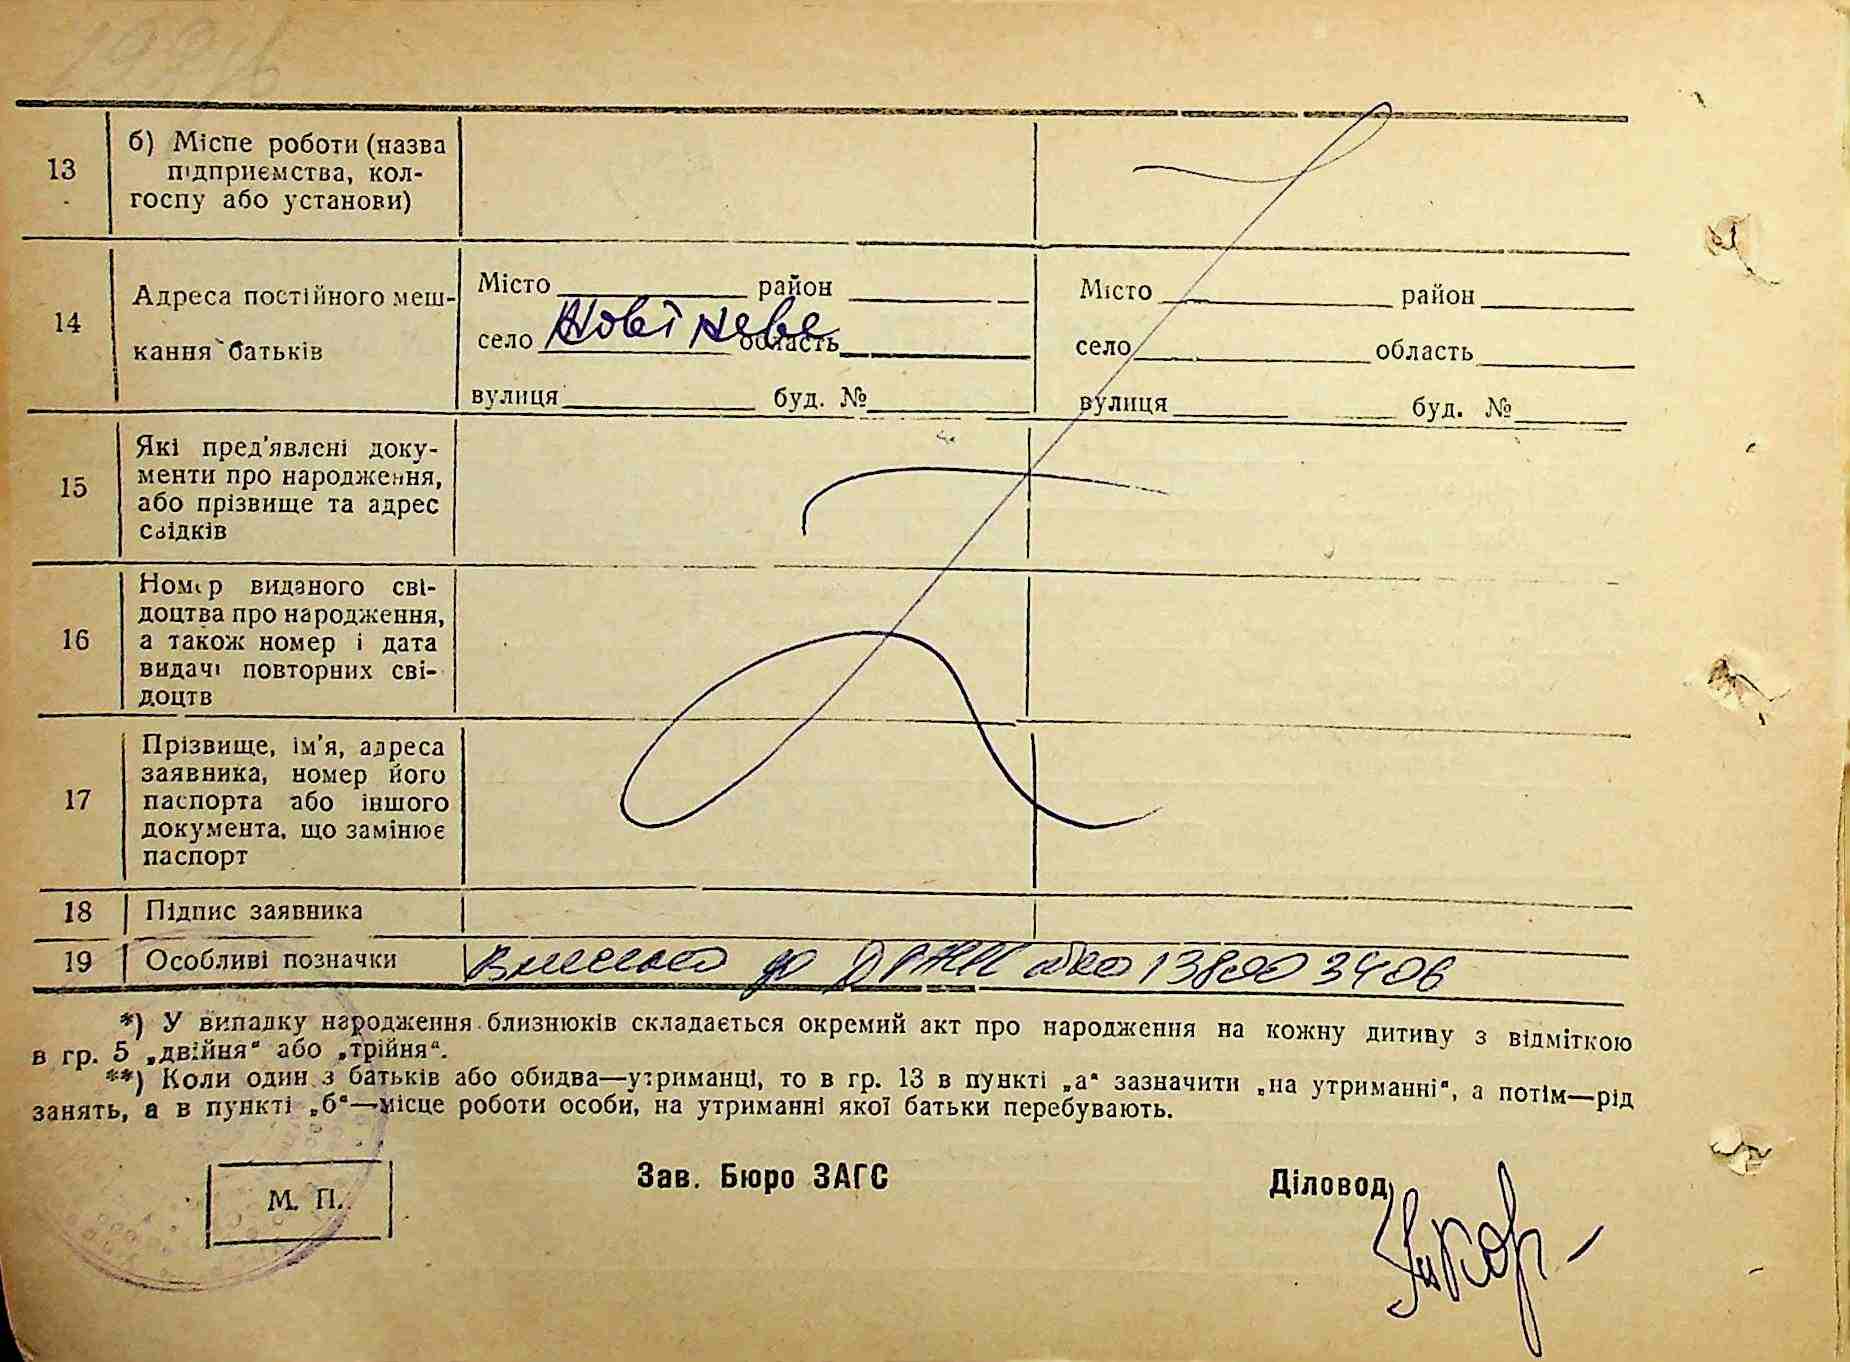 13
б) Міспе роботи (назва
підприємства, кол-
госпу або установи)
14
Адреса постійного меш-
кання батьків
Місто район
село Нові область
вулиця буд. №
Місто район
село область
вулиця буд. №
15
Які пред'явлені доку-
менти про народження,
або прізвище та адрес
свідків
16
Номер виданого сві-
доцтва про народження,
а також номер і дата
видачі повторних сві-
доцтв
17
Прізвище, ім'я, адреса
заявника, номер його
паспорта або іншого
документа, що замінює
паспорт
18
Підпис заявника
19
Особливі позначки
Внесено до ДРАЦС 138003406
*) У випадку народження близнюків складається окремий акт про народження на кожну дитину з відміткою
в гр. 5 „двійня“ або „трійня“.
**) Коли один з батьків або обидва—утриманці, то в гр. 13 в пункті „а“ зазначити „на утриманні“, а потім—рід
занять, а в пункті „б“—місце роботи особи, на утриманні якої батьки перебувають.
М. П.
Зав. Бюро ЗАГС
Діловод